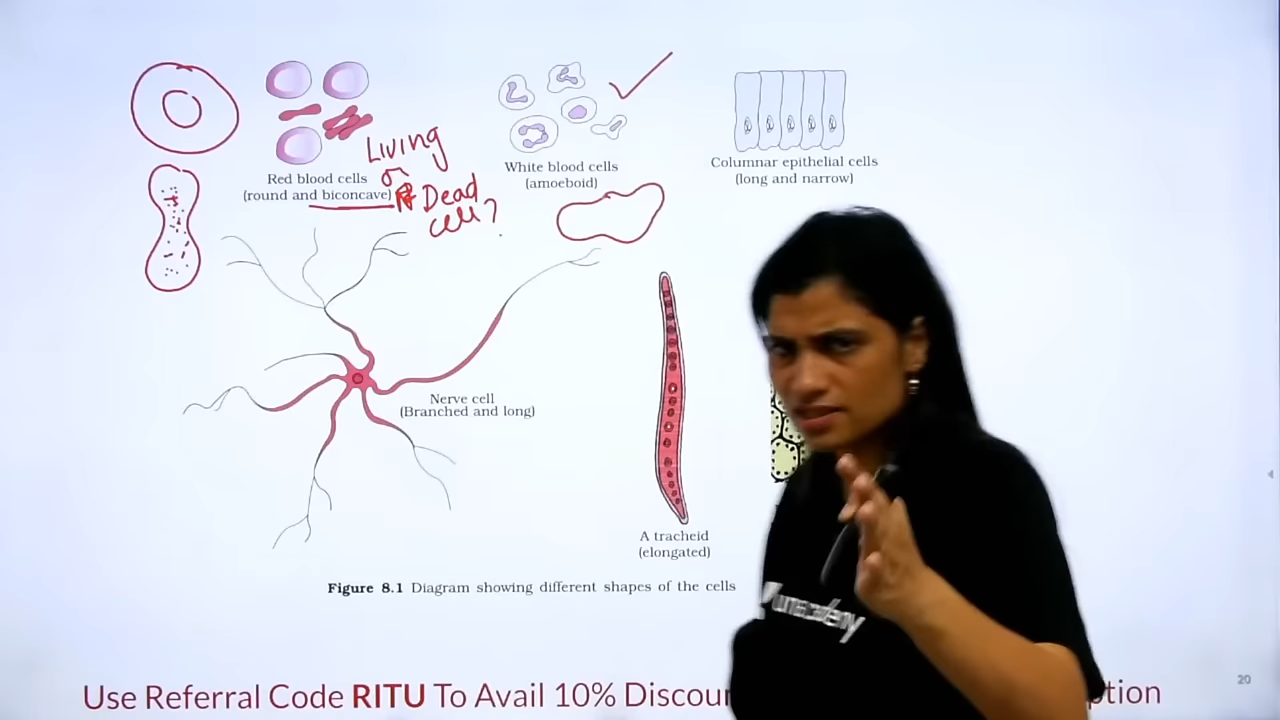 Living
or
Dead
cell?
Red blood cells
(round and biconcave)
White blood cells
(amoeboid)
Columnar epithelial cells
(long and narrow)
Nerve cell
(Branched and long)
A tracheid
(elongated)
Figure 8.1 Diagram showing different shapes of the cells
unacademy
Use Referral Code RITU To Avail 10% Discou
ption
20